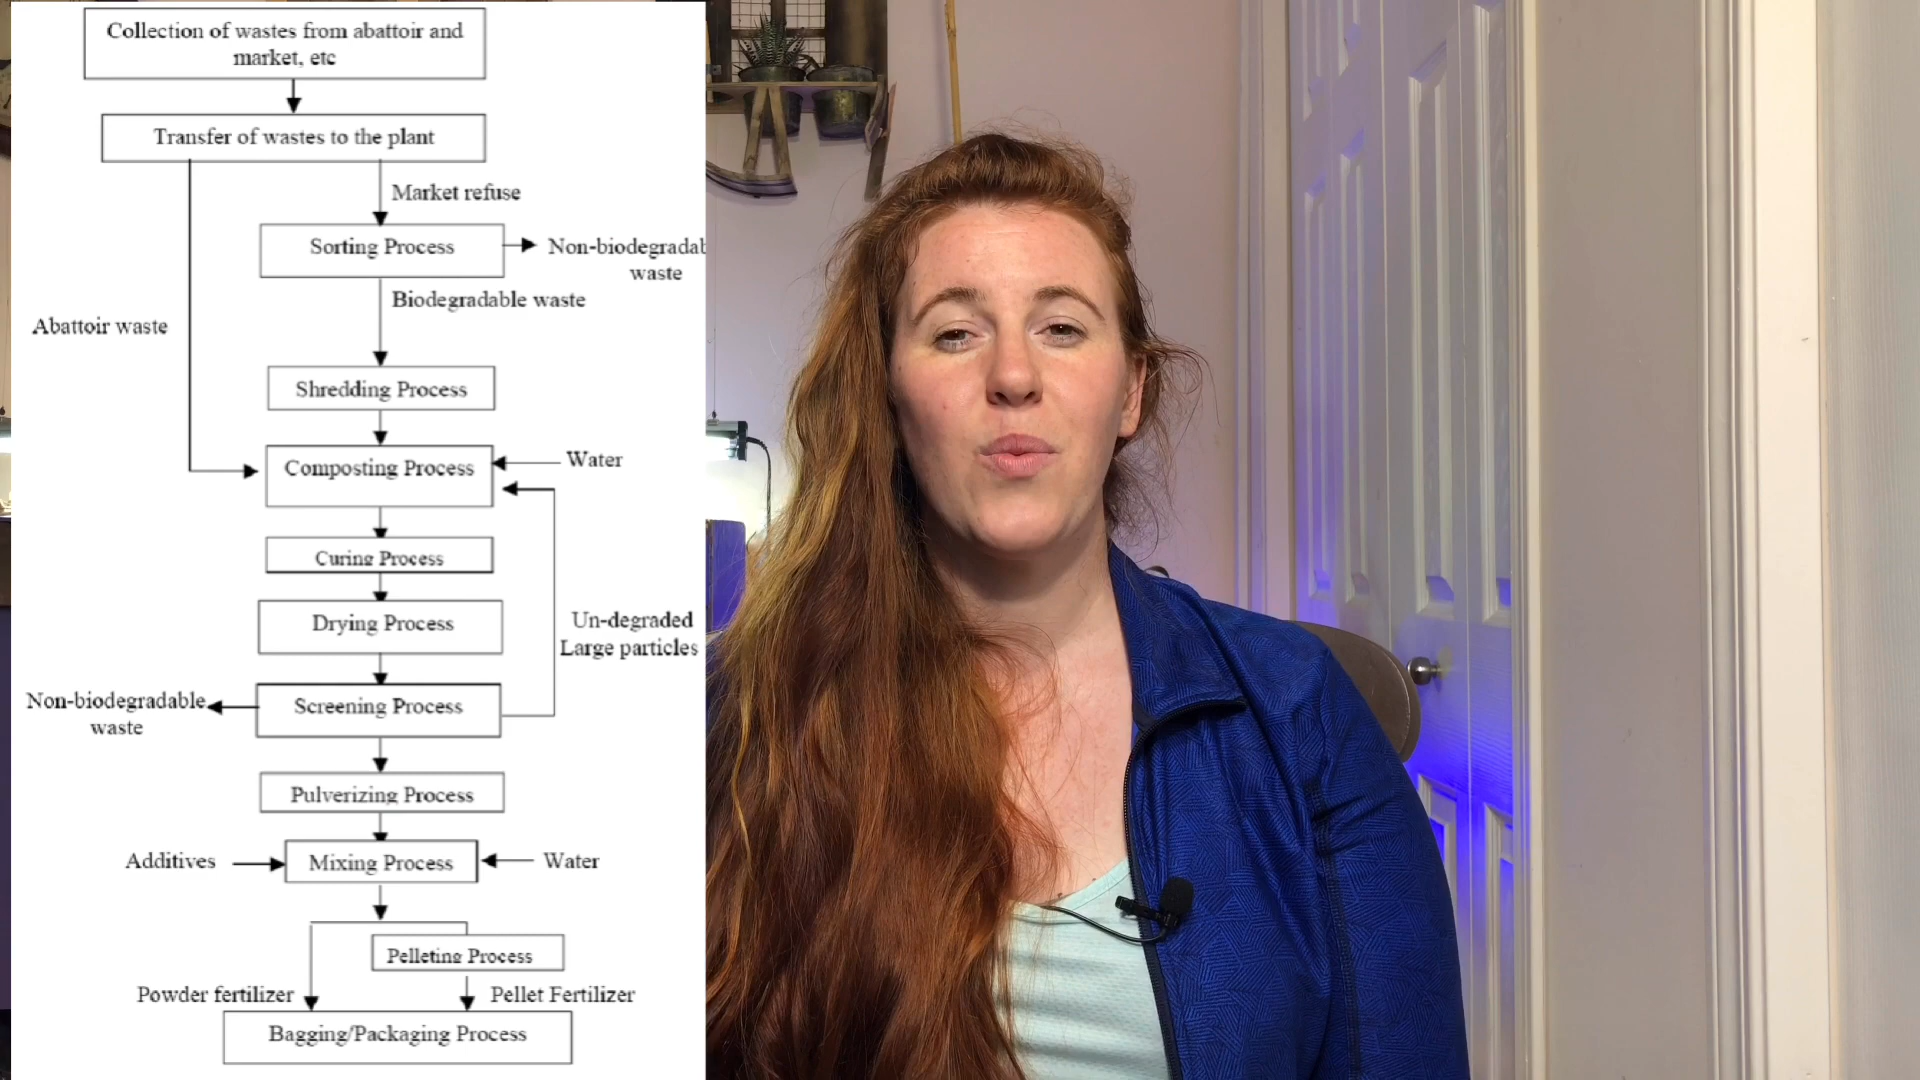 Collection of wastes from abattoir and
market, etc
Transfer of wastes to the plant
Market refuse
Sorting Process
Non-biodegradab
waste
Biodegradable waste
Abattoir waste
Shredding Process
Composting Process
Water
Curing Process
Drying Process
Un-degraded
Large particles
Non-biodegradable
waste
Screening Process
Pulverizing Process
Additives
Mixing Process
Water
Pelleting Process
Powder fertilizer
Pellet Fertilizer
Bagging/Packaging Process